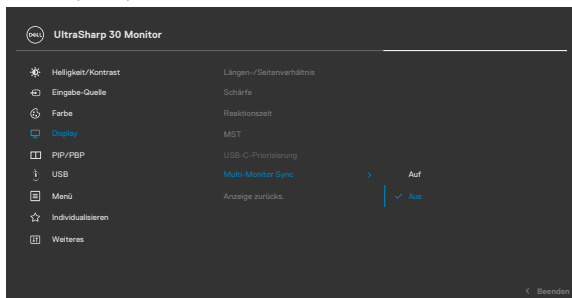 DELL UltraSharp 30 Monitor
Helligkeit/Kontrast
Eingabe-Quelle
Farbe
Display
PIP/PBP
USB
Menü
Individualisieren
Weiteres
Längen-/Seitenverhältnis
Schärfe
Reaktionszeit
MST
USB-C-Priorisierung
Multi-Monitor Sync
Anzeige zurücks.
Auf
Aus
Beenden